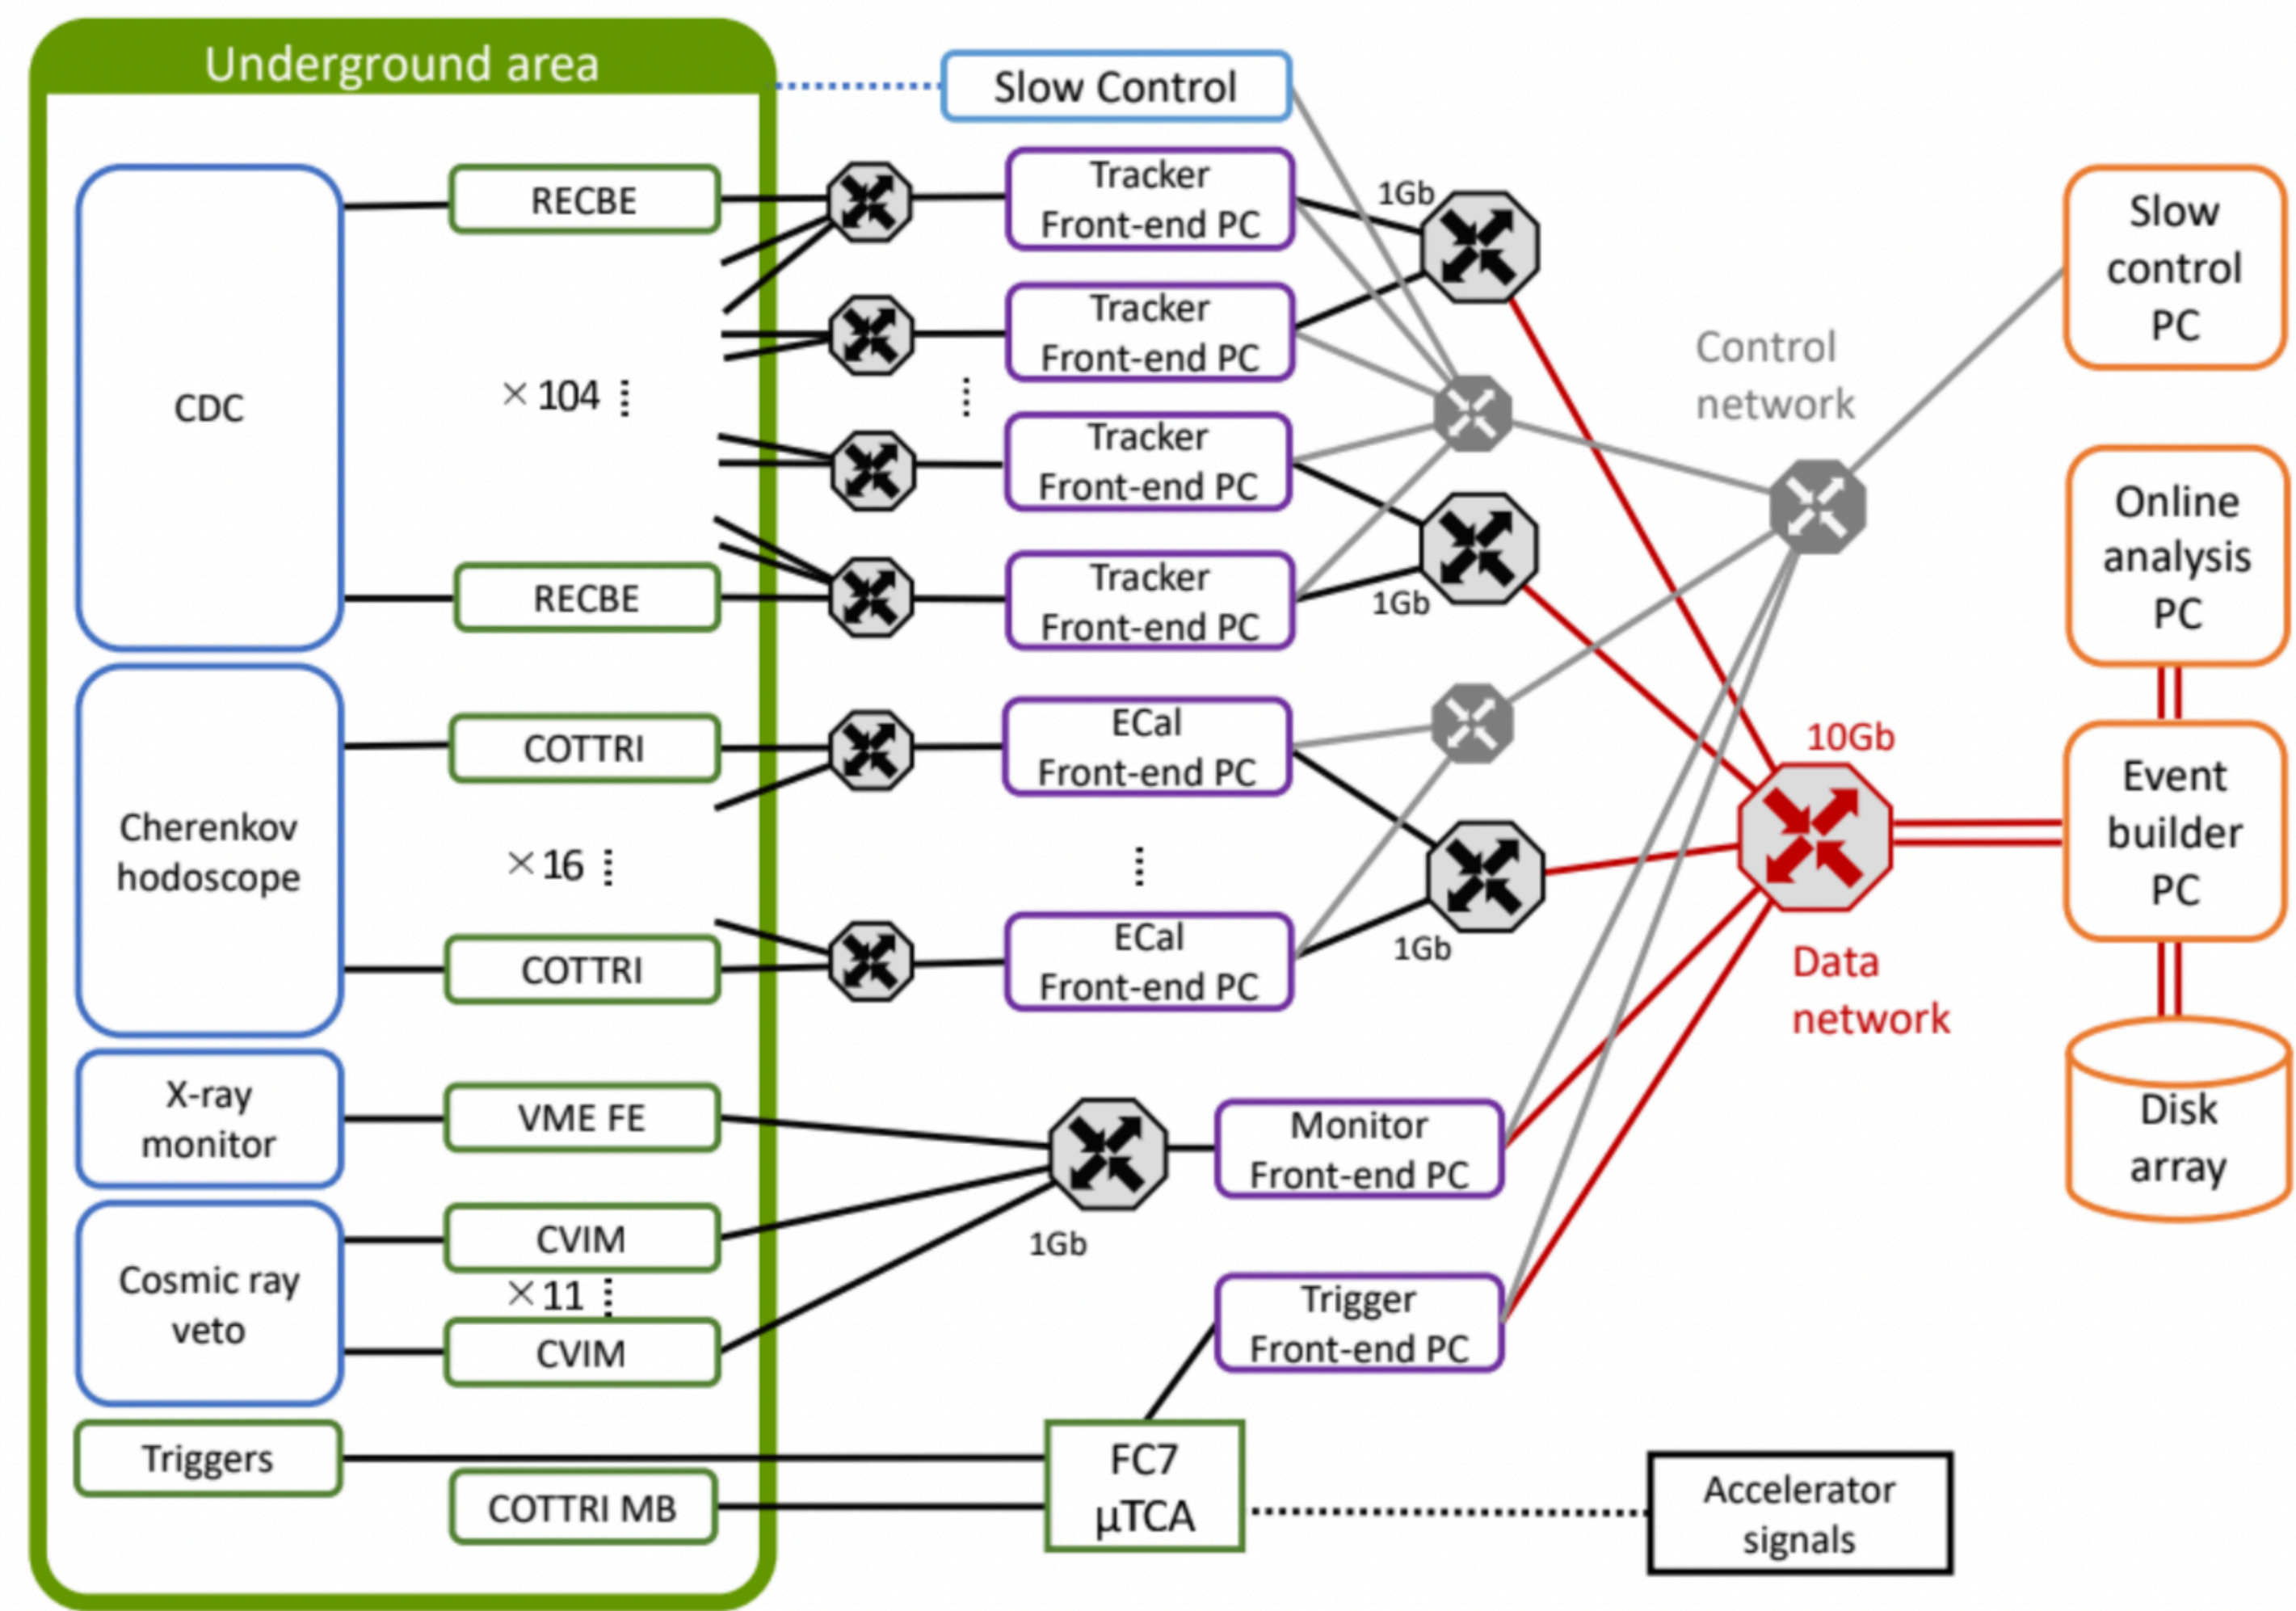 Underground area
Slow Control
CDC
RECBE
× 104
RECBE
Tracker
Front-end PC
Tracker
Front-end PC
Tracker
Front-end PC
Tracker
Front-end PC
1Gb
1Gb
Control
network
Slow
control
PC
Online
analysis
PC
Cherenkov
hodoscope
COTTRI
× 16
COTTRI
ECal
Front-end PC
ECal
Front-end PC
1Gb
10Gb
Data
network
Event
builder
PC
Disk
array
X-ray
monitor
VME FE
Cosmic ray
veto
CVIM
× 11
CVIM
1Gb
Monitor
Front-end PC
Trigger
Front-end PC
Triggers
COTTRI MB
FC7
μTCA
Accelerator
signals